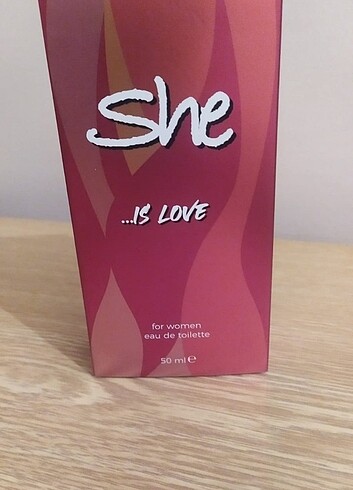 she
...IS LOVE
for women
eau de toilette
50 ml ℮